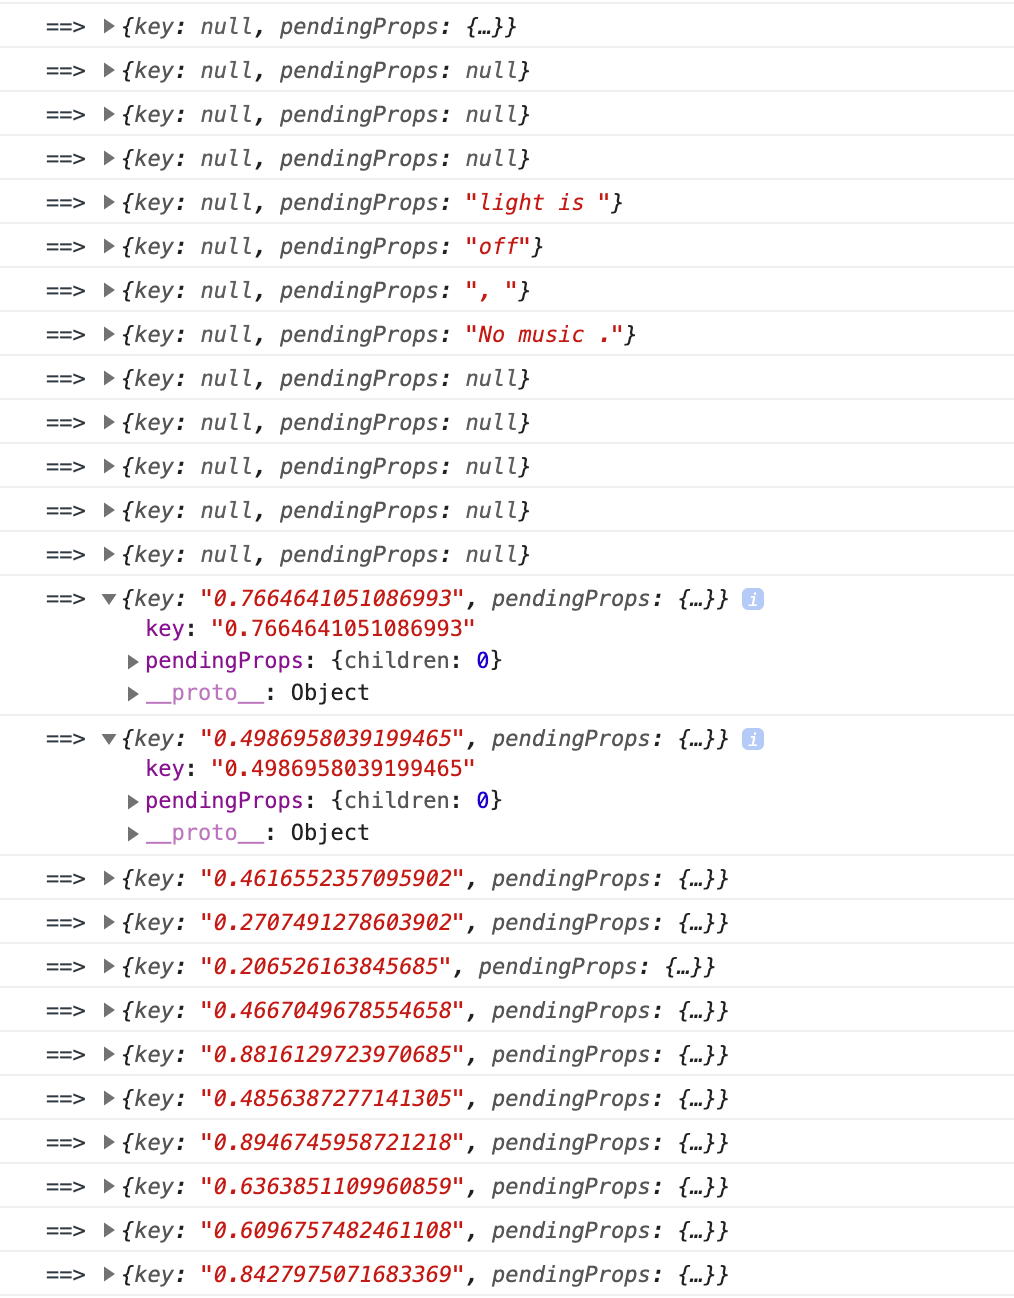 ==> ▶{key: null, pendingProps: {…}}
==> ▶{key: null, pendingProps: null}
==> ▶{key: null, pendingProps: null}
==> ▶{key: null, pendingProps: null}
==> ▶{key: null, pendingProps: "light is "}
==> ▶{key: null, pendingProps: "off"}
==> ▶{key: null, pendingProps: ", "}
==> ▶{key: null, pendingProps: "No music ."}
==> ▶{key: null, pendingProps: null}
==> ▶{key: null, pendingProps: null}
==> ▶{key: null, pendingProps: null}
==> ▶{key: null, pendingProps: null}
==> ▶{key: null, pendingProps: null}
==> ▼{key: "0.7664641051086993", pendingProps: {…}} i
key: "0.7664641051086993"
▶pendingProps: {children: 0}
▶__proto__: Object
==> ▼{key: "0.4986958039199465", pendingProps: {…}} i
key: "0.4986958039199465"
▶pendingProps: {children: 0}
▶__proto__: Object
==> ▶{key: "0.4616552357095902", pendingProps: {…}}
==> ▶{key: "0.2707491278603902", pendingProps: {…}}
==> ▶{key: "0.206526163845685", pendingProps: {…}}
==> ▶{key: "0.4667049678554658", pendingProps: {…}}
==> ▶{key: "0.8816129723970685", pendingProps: {…}}
==> ▶{key: "0.4856387277141305", pendingProps: {…}}
==> ▶{key: "0.8946745958721218", pendingProps: {…}}
==> ▶{key: "0.6363851109960859", pendingProps: {…}}
==> ▶{key: "0.6096757482461108", pendingProps: {…}}
==> ▶{key: "0.8427975071683369", pendingProps: {…}}